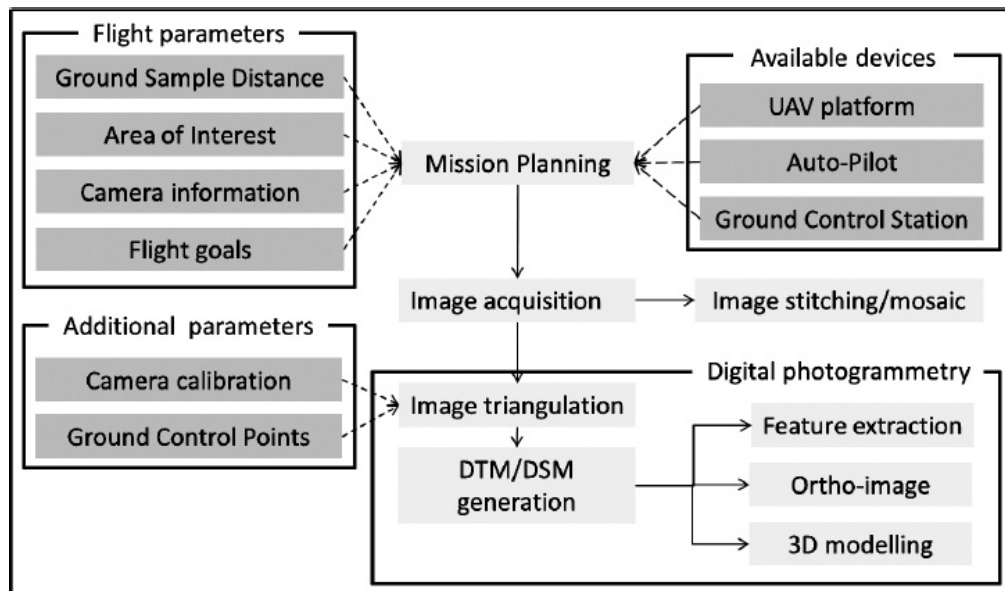 Flight parameters
Ground Sample Distance
Area of Interest
Camera information
Flight goals
Available devices
UAV platform
Auto-Pilot
Ground Control Station
Mission Planning
Image acquisition
Image stitching/mosaic
Additional parameters
Camera calibration
Ground Control Points
Digital photogrammetry
Image triangulation
DTM/DSM
generation
Feature extraction
Ortho-image
3D modelling